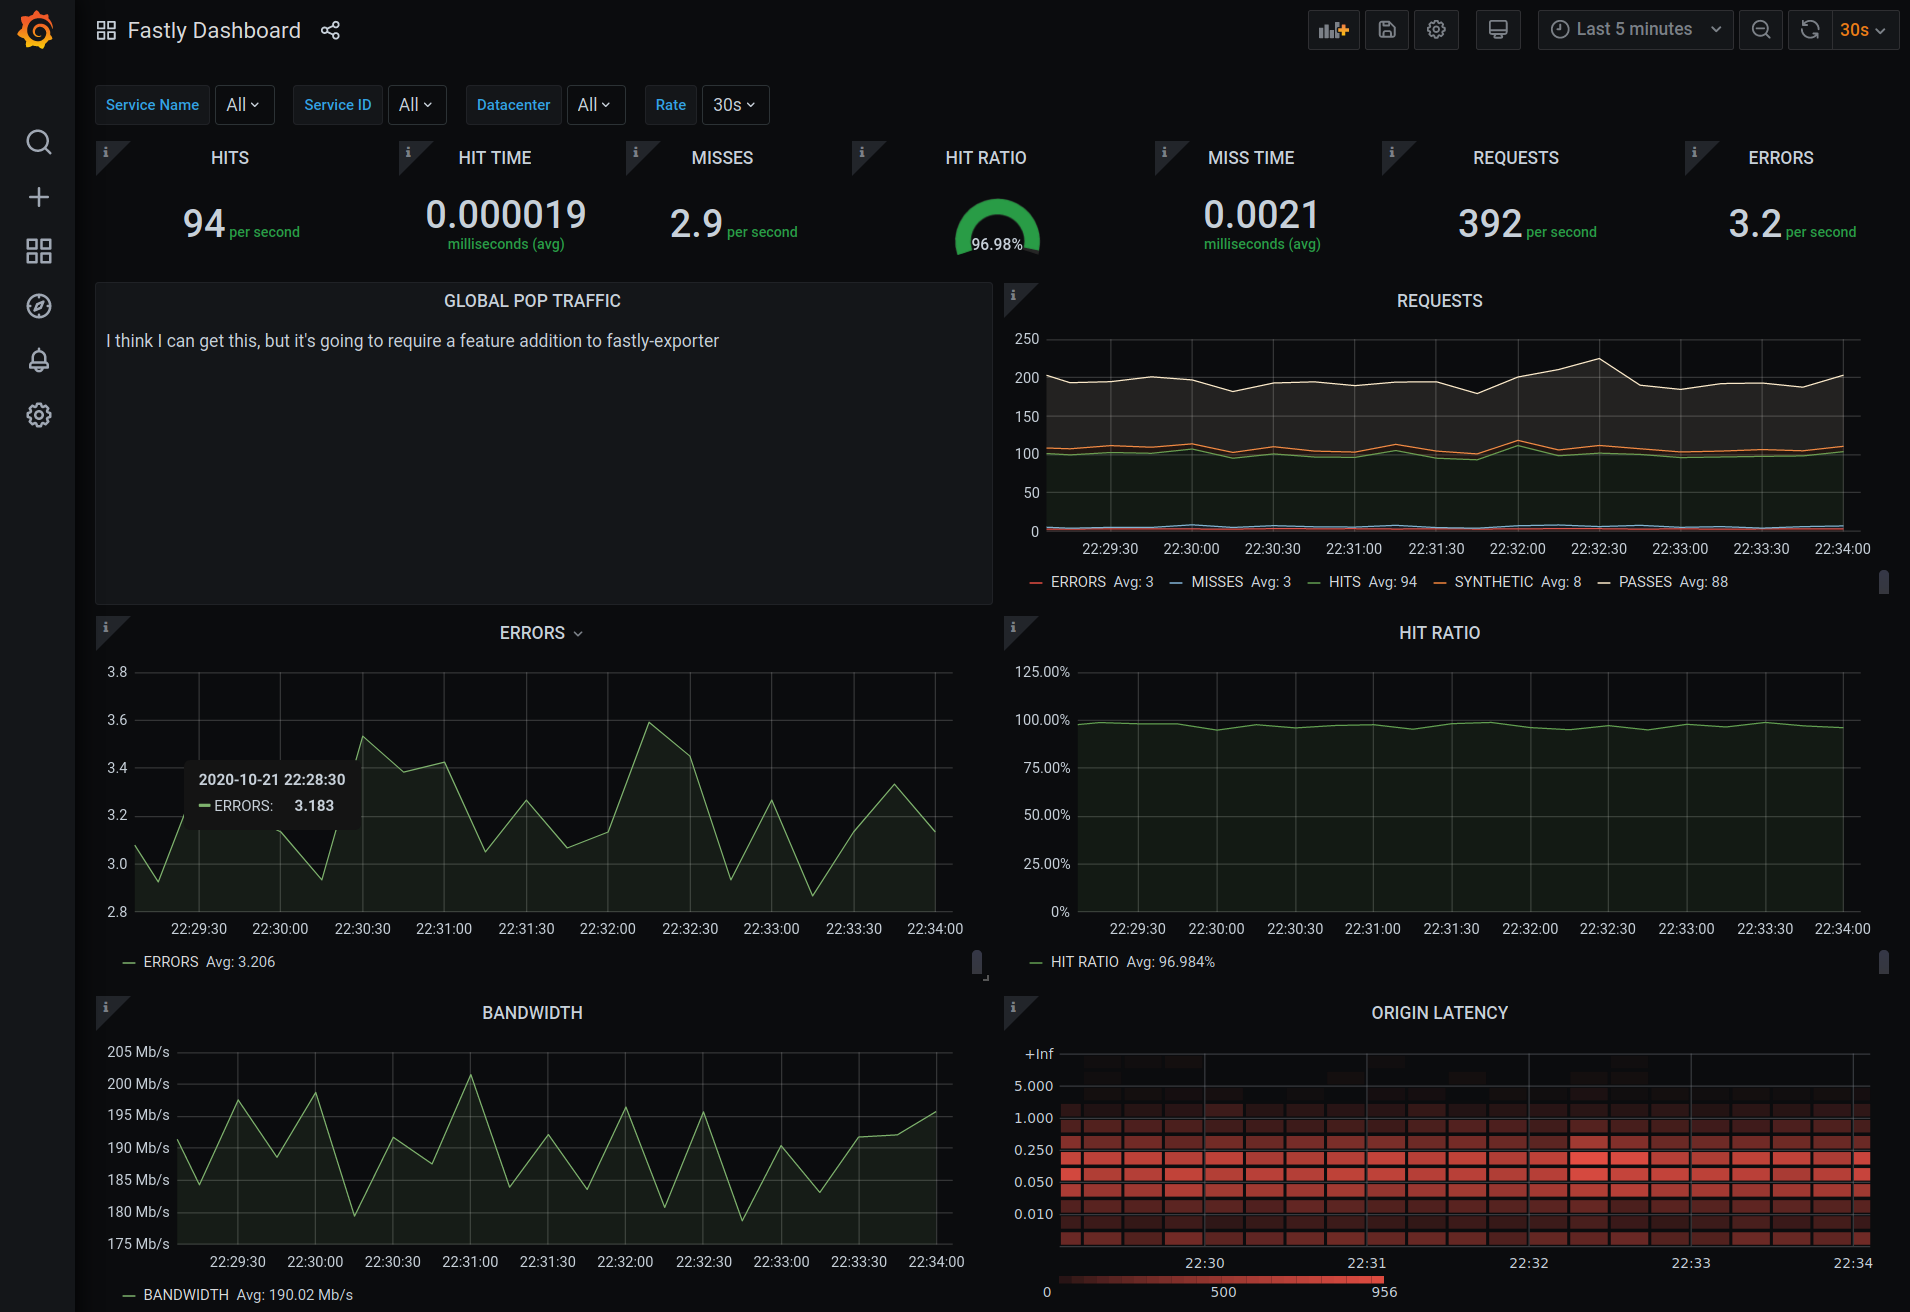 Fastly Dashboard
Last 5 minutes
30s
Service Name All Service ID All Datacenter All Rate 30s
HITS
94 per second
HIT TIME
0.000019
milliseconds (avg)
MISSES
2.9 per second
HIT RATIO
96.98%
MISS TIME
0.0021
milliseconds (avg)
REQUESTS
392 per second
ERRORS
3.2 per second
GLOBAL POP TRAFFIC
I think I can get this, but it's going to require a feature addition to fastly-exporter
REQUESTS
250
200
150
100
50
0
22:29:30 22:30:00 22:30:30 22:31:00 22:31:30 22:32:00 22:32:30 22:33:00 22:33:30 22:34:00
ERRORS Avg: 3 MISSES Avg: 3 HITS Avg: 94 SYNTHETIC Avg: 8 PASSES Avg: 88
ERRORS
3.8
3.6
3.4
3.2
3.0
2.8
2020-10-21 22:28:30
ERRORS: 3.183
22:29:30 22:30:00 22:30:30 22:31:00 22:31:30 22:32:00 22:32:30 22:33:00 22:33:30 22:34:00
ERRORS Avg: 3.206
HIT RATIO
125.00%
100.00%
75.00%
50.00%
25.00%
0%
22:29:30 22:30:00 22:30:30 22:31:00 22:31:30 22:32:00 22:32:30 22:33:00 22:33:30 22:34:00
HIT RATIO Avg: 96.984%
BANDWIDTH
205 Mb/s
200 Mb/s
195 Mb/s
190 Mb/s
185 Mb/s
180 Mb/s
175 Mb/s
22:29:30 22:30:00 22:30:30 22:31:00 22:31:30 22:32:00 22:32:30 22:33:00 22:33:30 22:34:00
BANDWIDTH Avg: 190.02 Mb/s
ORIGIN LATENCY
+Inf
5.000
1.000
0.250
0.050
0.010
22:30 22:31 22:32 22:33 22:34
0 500 956